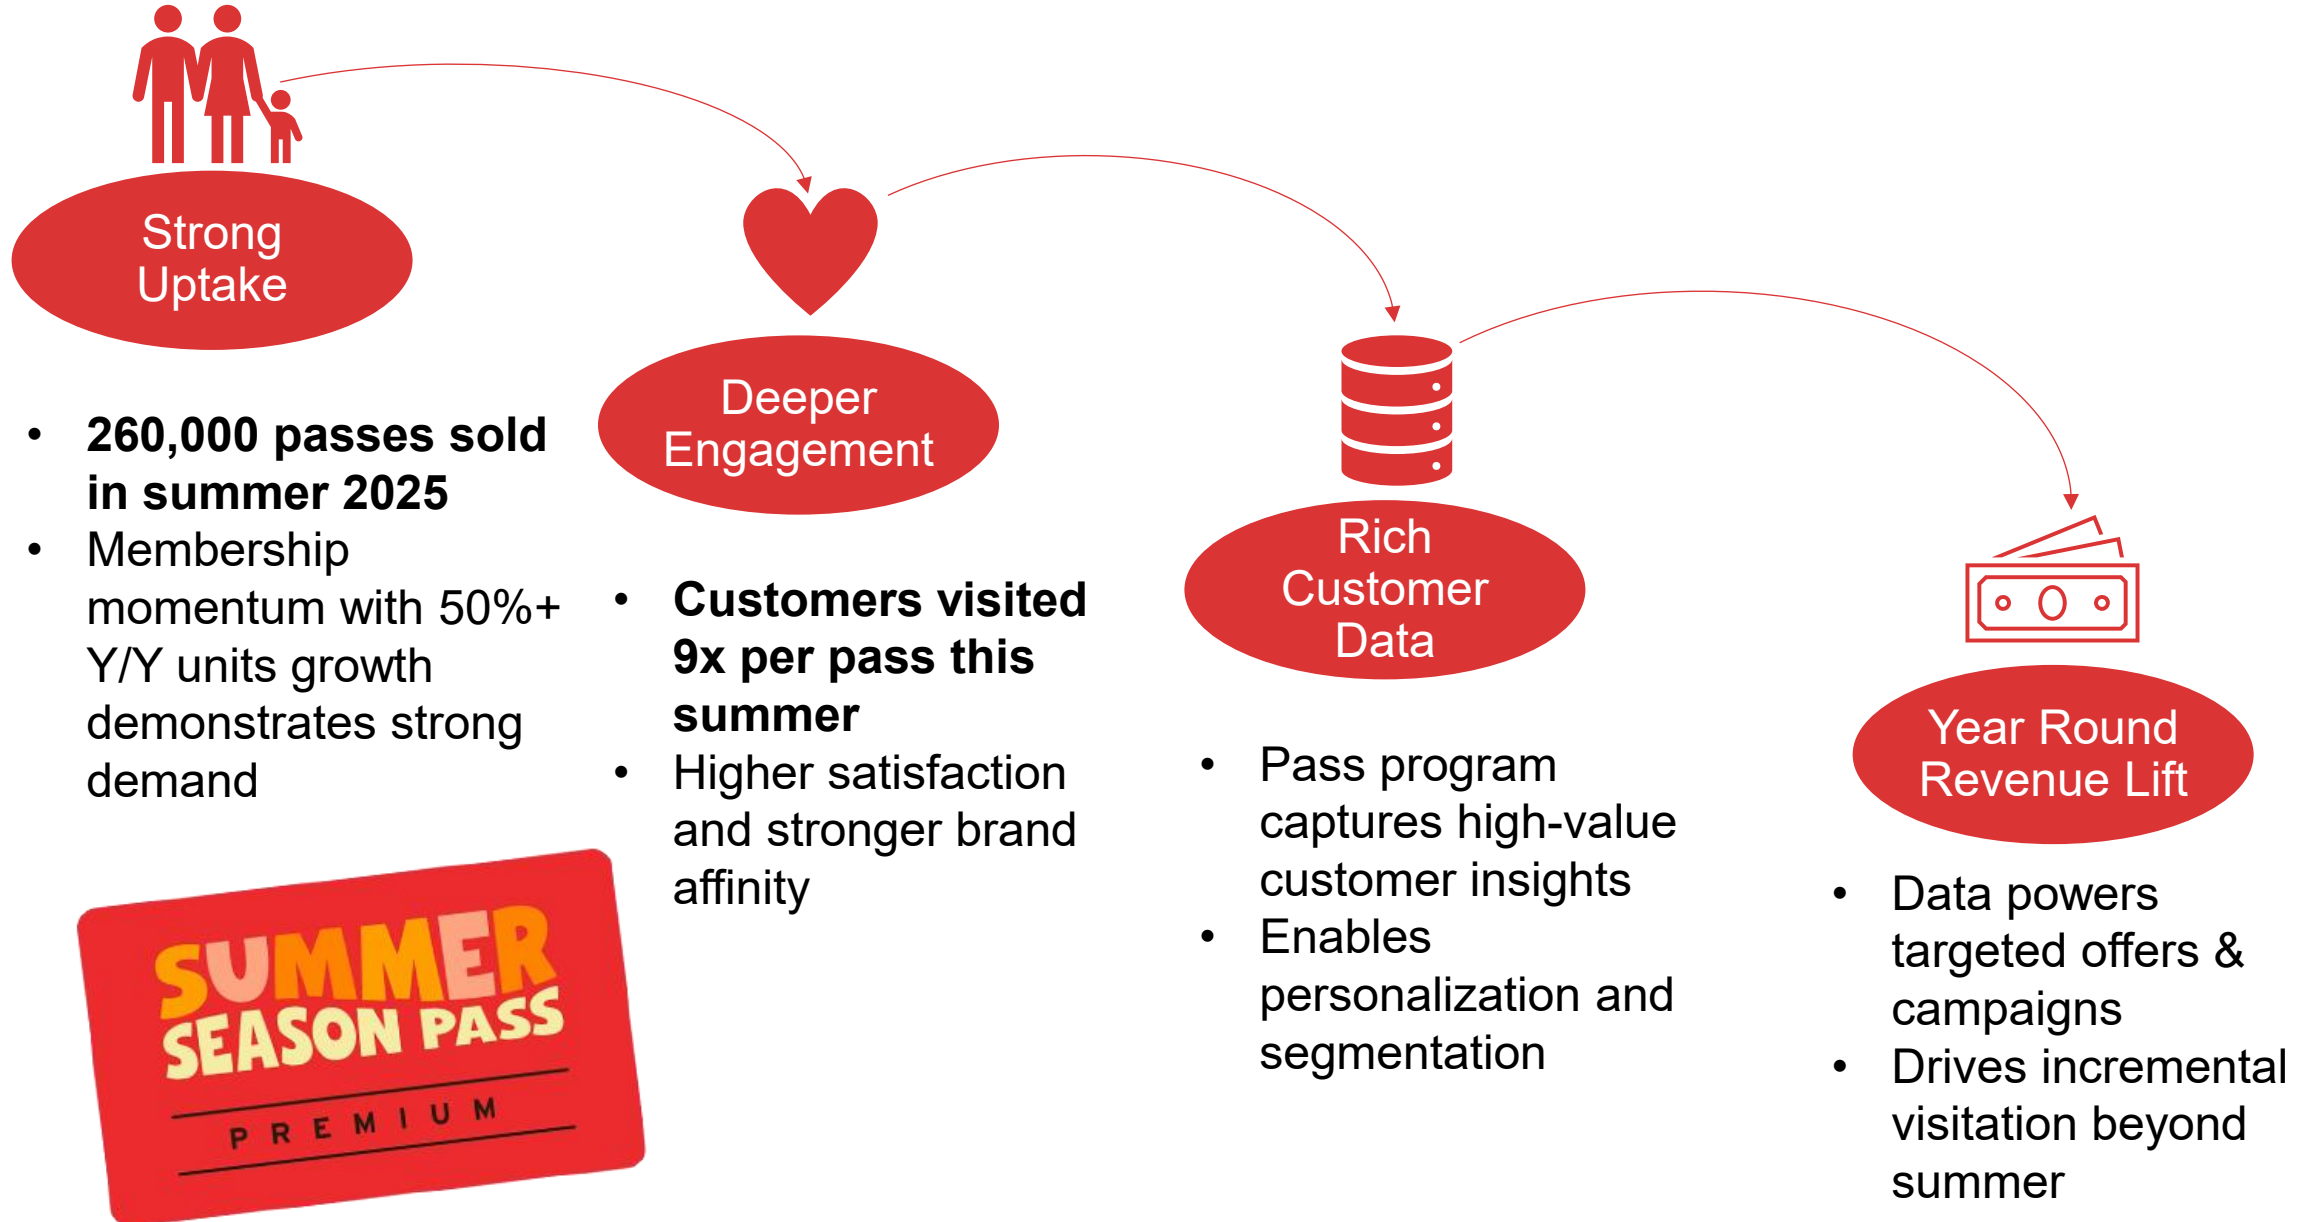 Strong
Uptake
• 260,000 passes sold
in summer 2025
• Membership
momentum with 50%+
Y/Y units growth
demonstrates strong
demand
SUMMER
SEASON PASS
PREMIUM
Deeper
Engagement
• Customers visited
9x per pass this
summer
• Higher satisfaction
and stronger brand
affinity
Rich
Customer
Data
• Pass program
captures high-value
customer insights
• Enables
personalization and
segmentation
Year Round
Revenue Lift
• Data powers
targeted offers &
campaigns
• Drives incremental
visitation beyond
summer